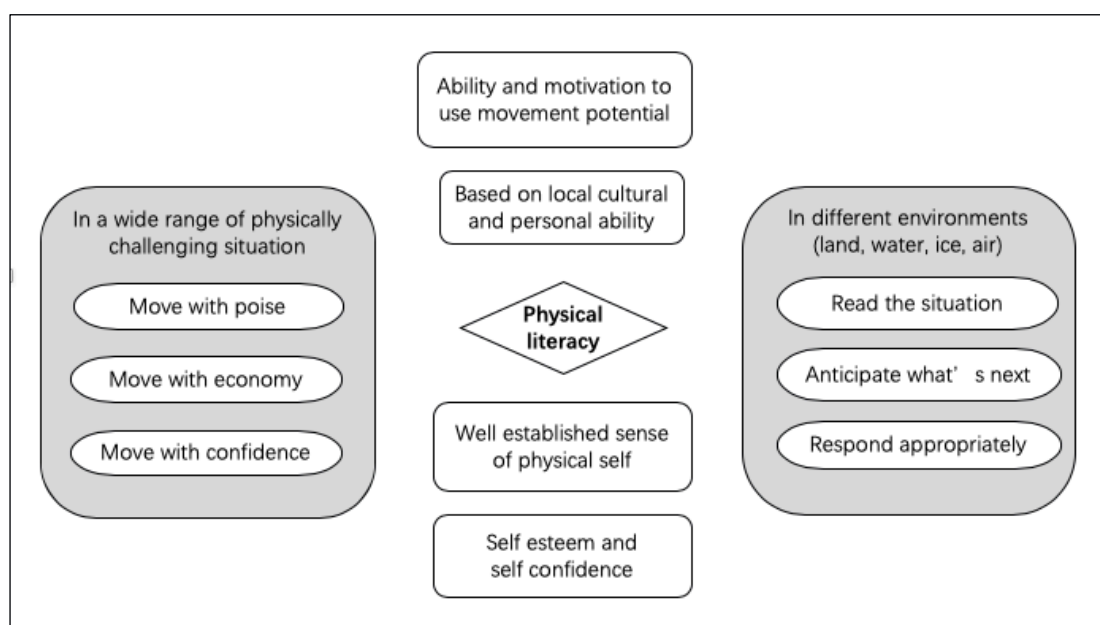 Ability and motivation to
use movement potential
Based on local cultural
and personal ability
In a wide range of physically
challenging situation
Move with poise
Move with economy
Move with confidence
Physical
literacy
Well established sense
of physical self
Self esteem and
self confidence
In different environments
(land, water, ice, air)
Read the situation
Anticipate what’s next
Respond appropriately